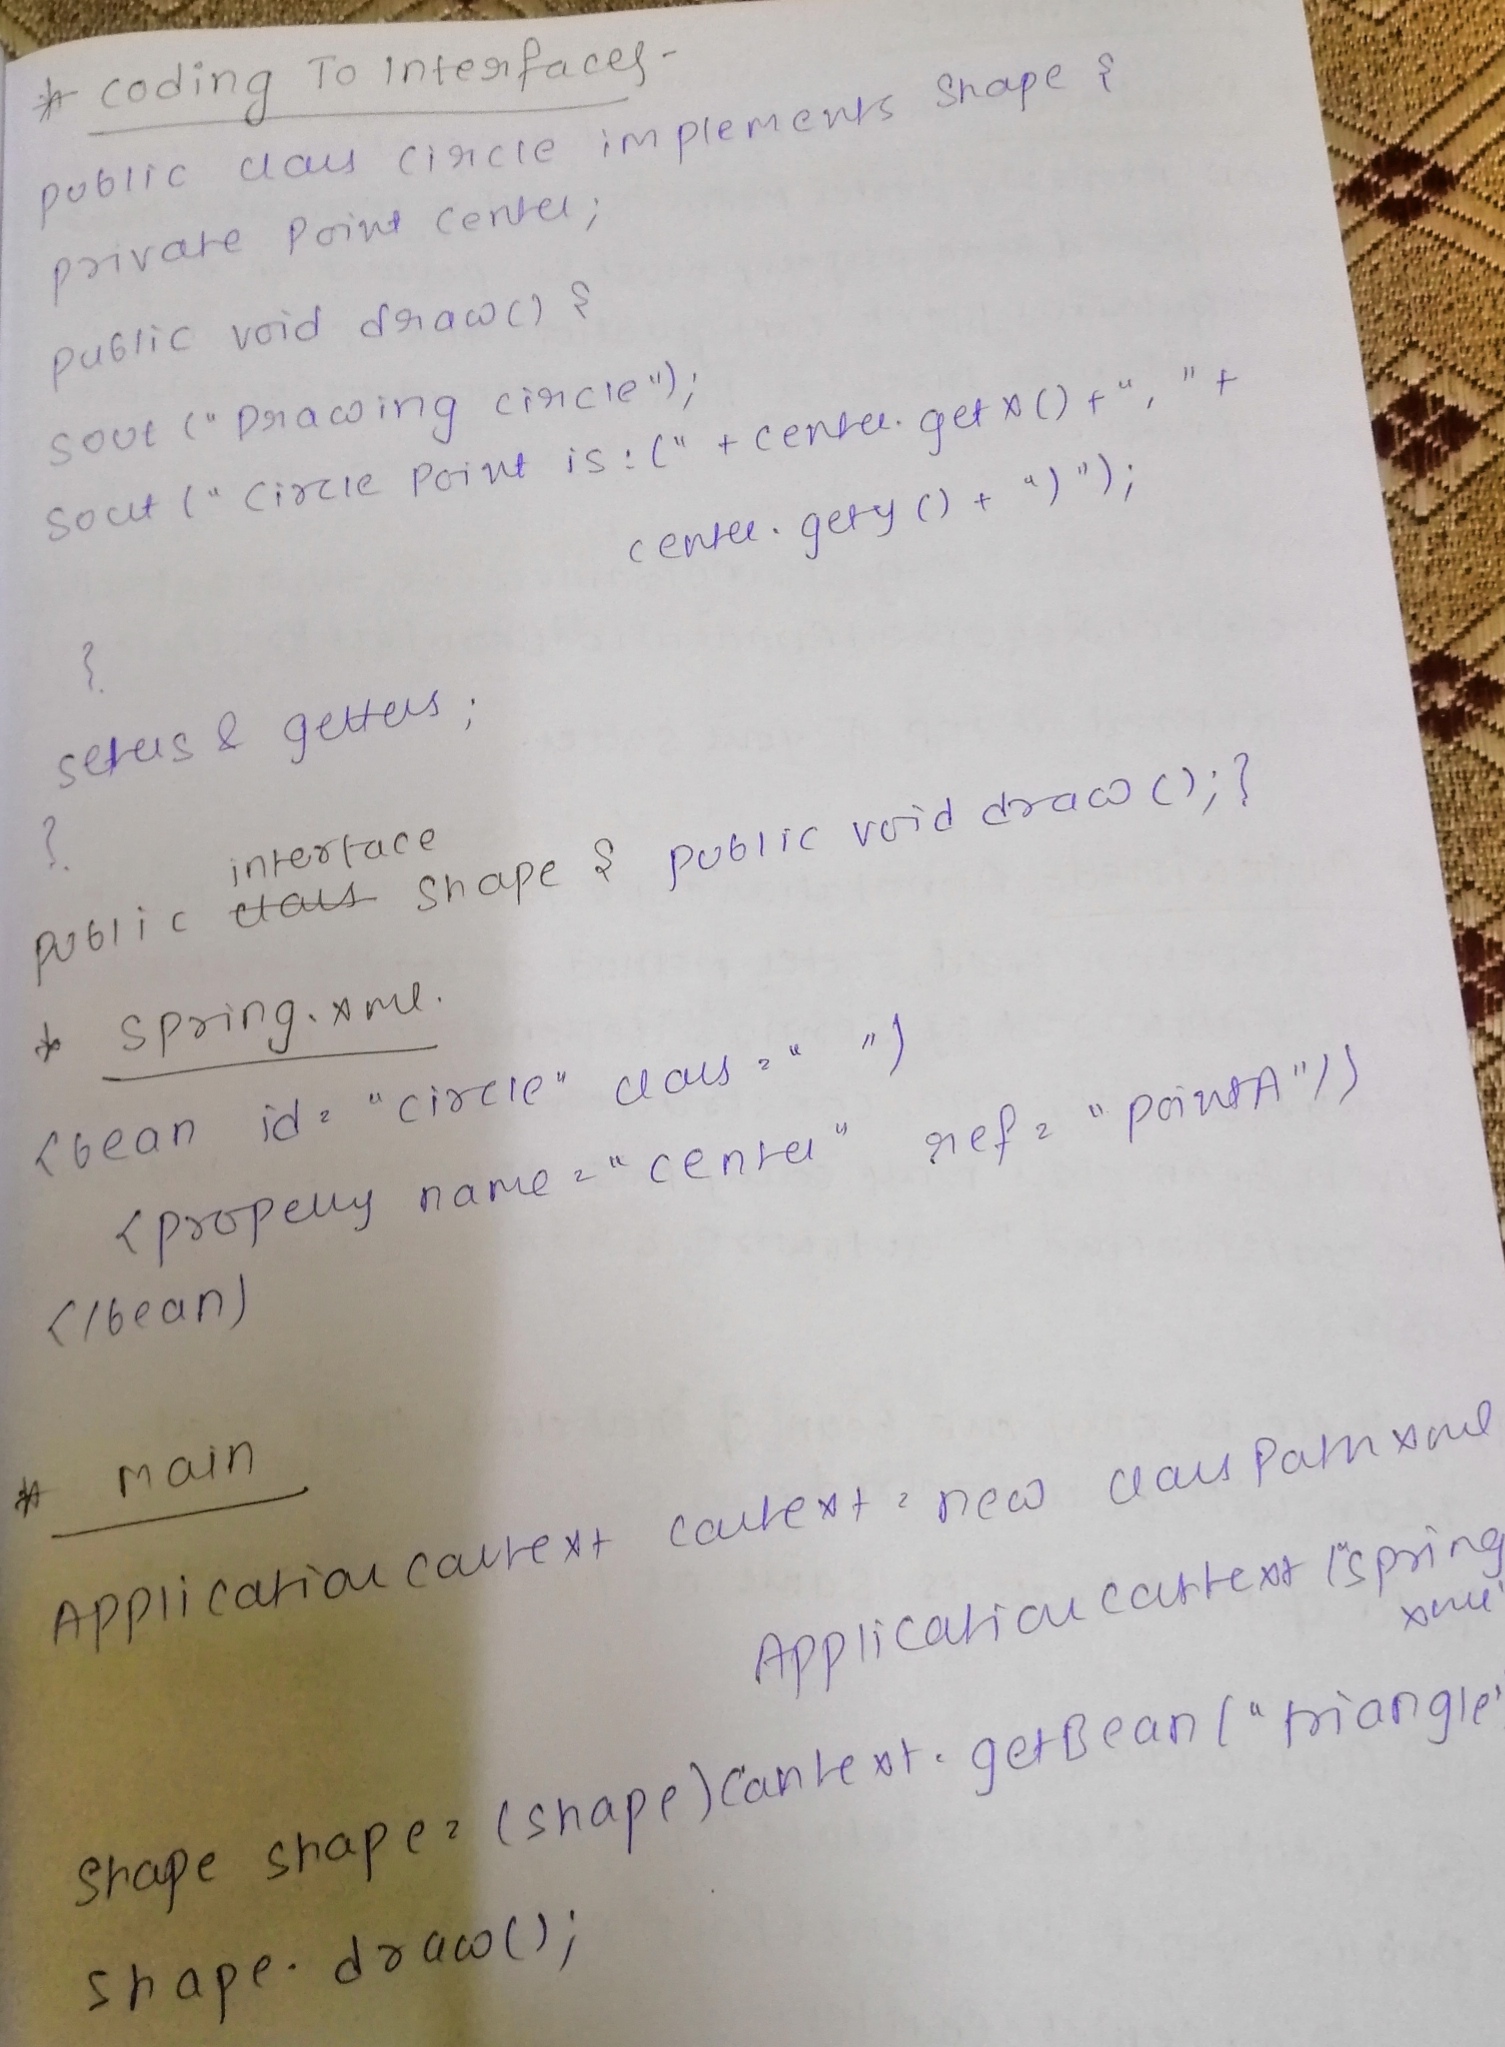 * Coding To Interfaces-
public class Circle implements Shape {
private Point center;
public void draw() {
sout ("Drawing circle");
sout ("Circle Point is: (" + center.getx() + ", " +
center.gety() + ")");
}
seters & getters;
}
interface
public class Shape { public void draw(); }
* Spring.xml.
<bean id = "circle" class = " ">
<property name = "center" ref = "pointA"/>
</bean>
* Main
Application context context = new class Path xml
Application context ("spring
xml"
Shape shape = (shape) Context.getBean ("triangle"
shape.draw();